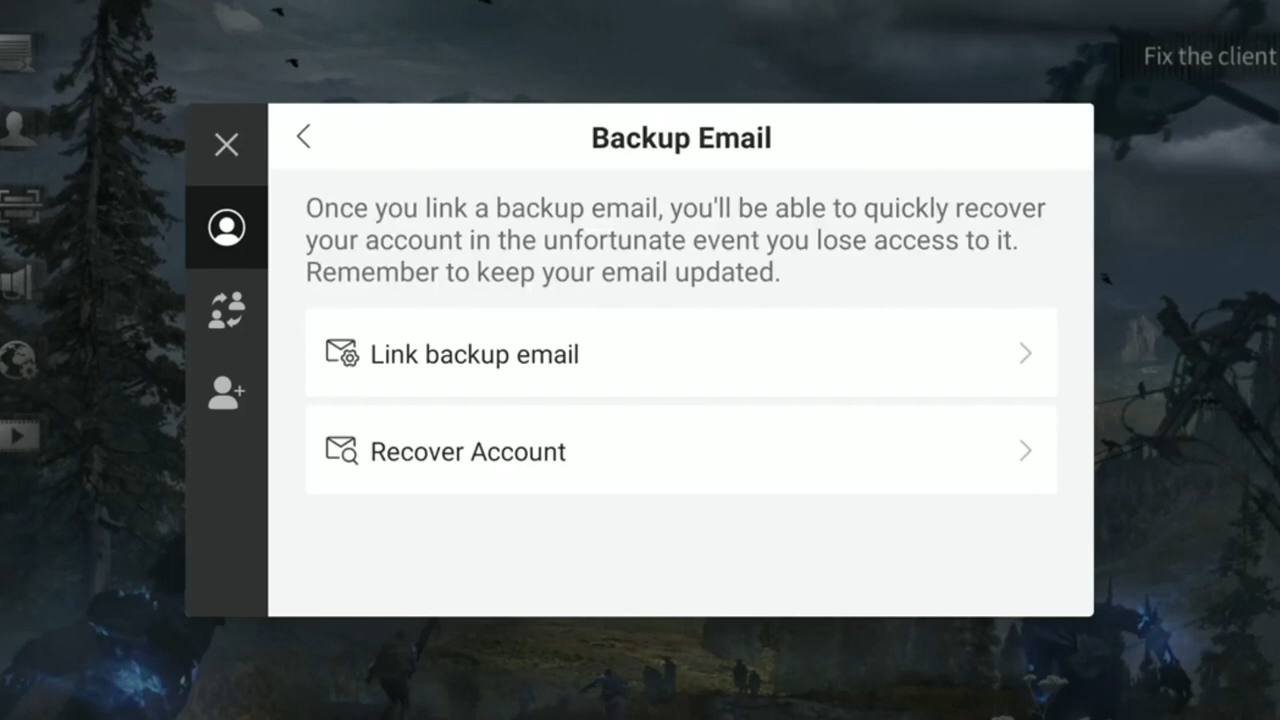 Fix the client
Backup Email
Once you link a backup email, you'll be able to quickly recover
your account in the unfortunate event you lose access to it.
Remember to keep your email updated.
Link backup email
Recover Account